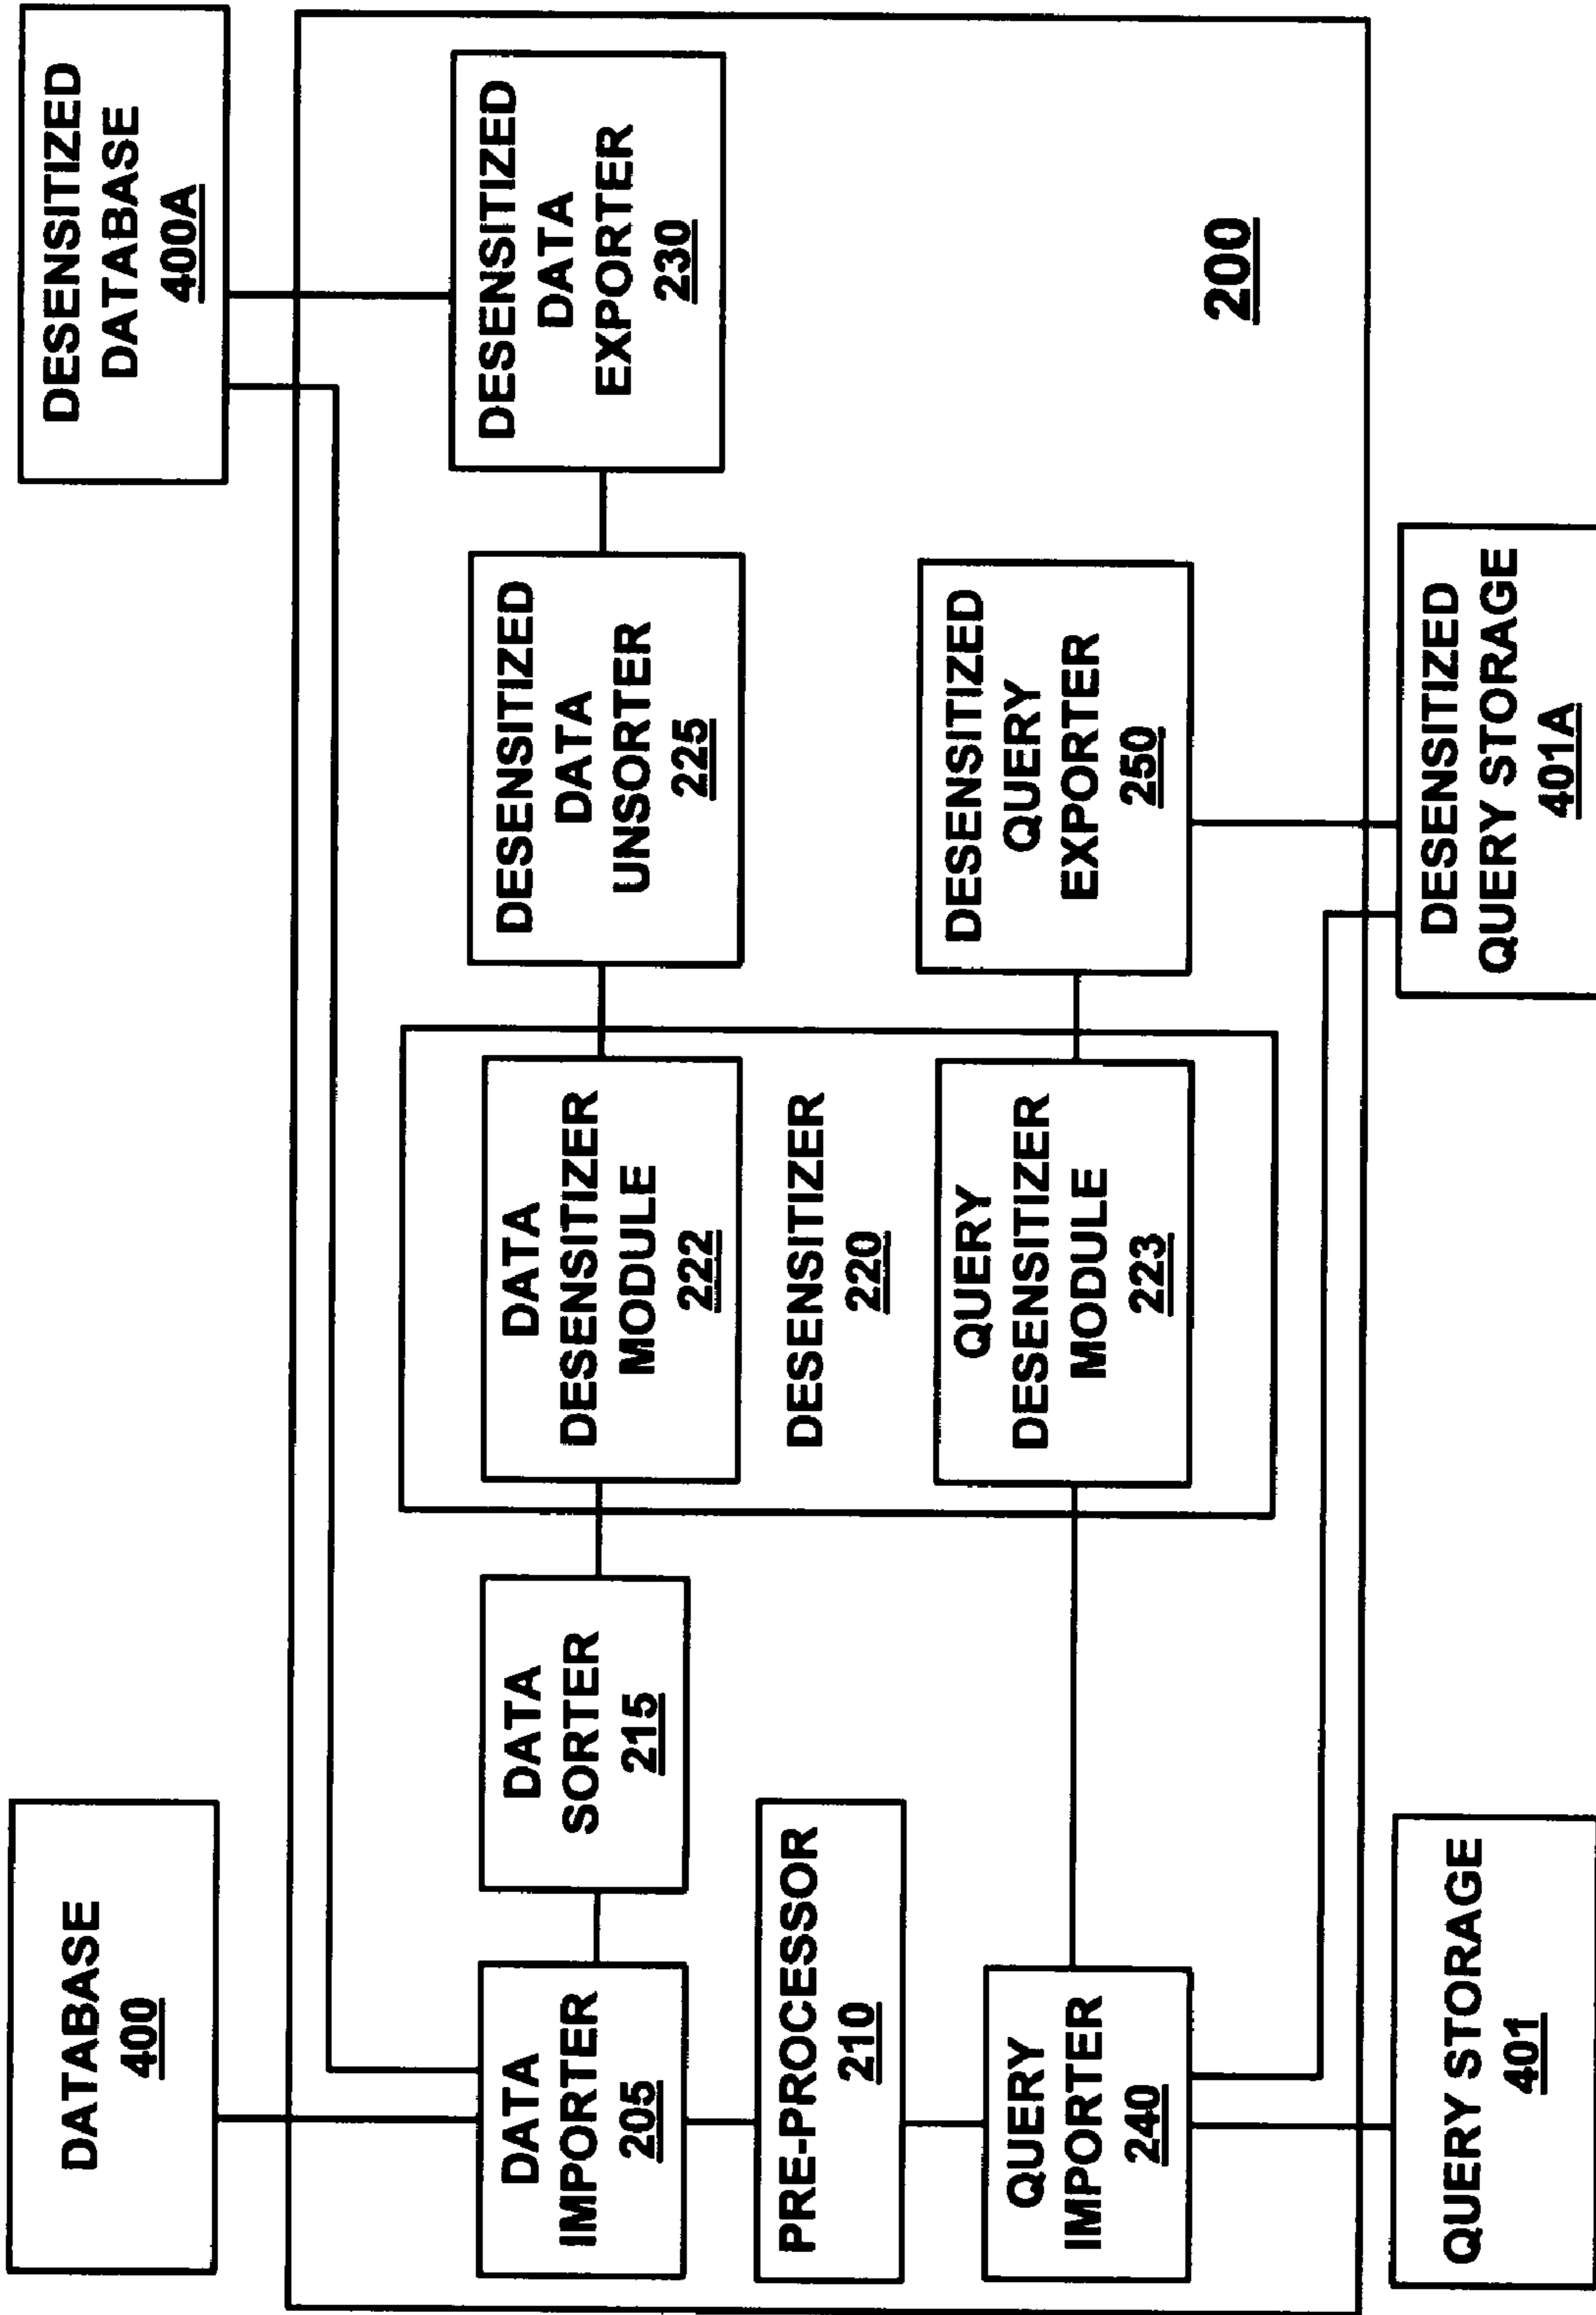 DATABASE
400
DESENSITIZED
DATABASE
400A
DATA
IMPORTER
205
DATA
SORTER
215
DATA
DESENSITIZER
MODULE
222
DESENSITIZED
DATA
UNSORTER
225
DESENSITIZED
DATA
EXPORTER
230
PRE-PROCESSOR
210
DESENSITIZER
220
QUERY
IMPORTER
240
QUERY
DESENSITIZER
MODULE
223
DESENSITIZED
QUERY
EXPORTER
250
200
QUERY STORAGE
401
DESENSITIZED
QUERY STORAGE
401A